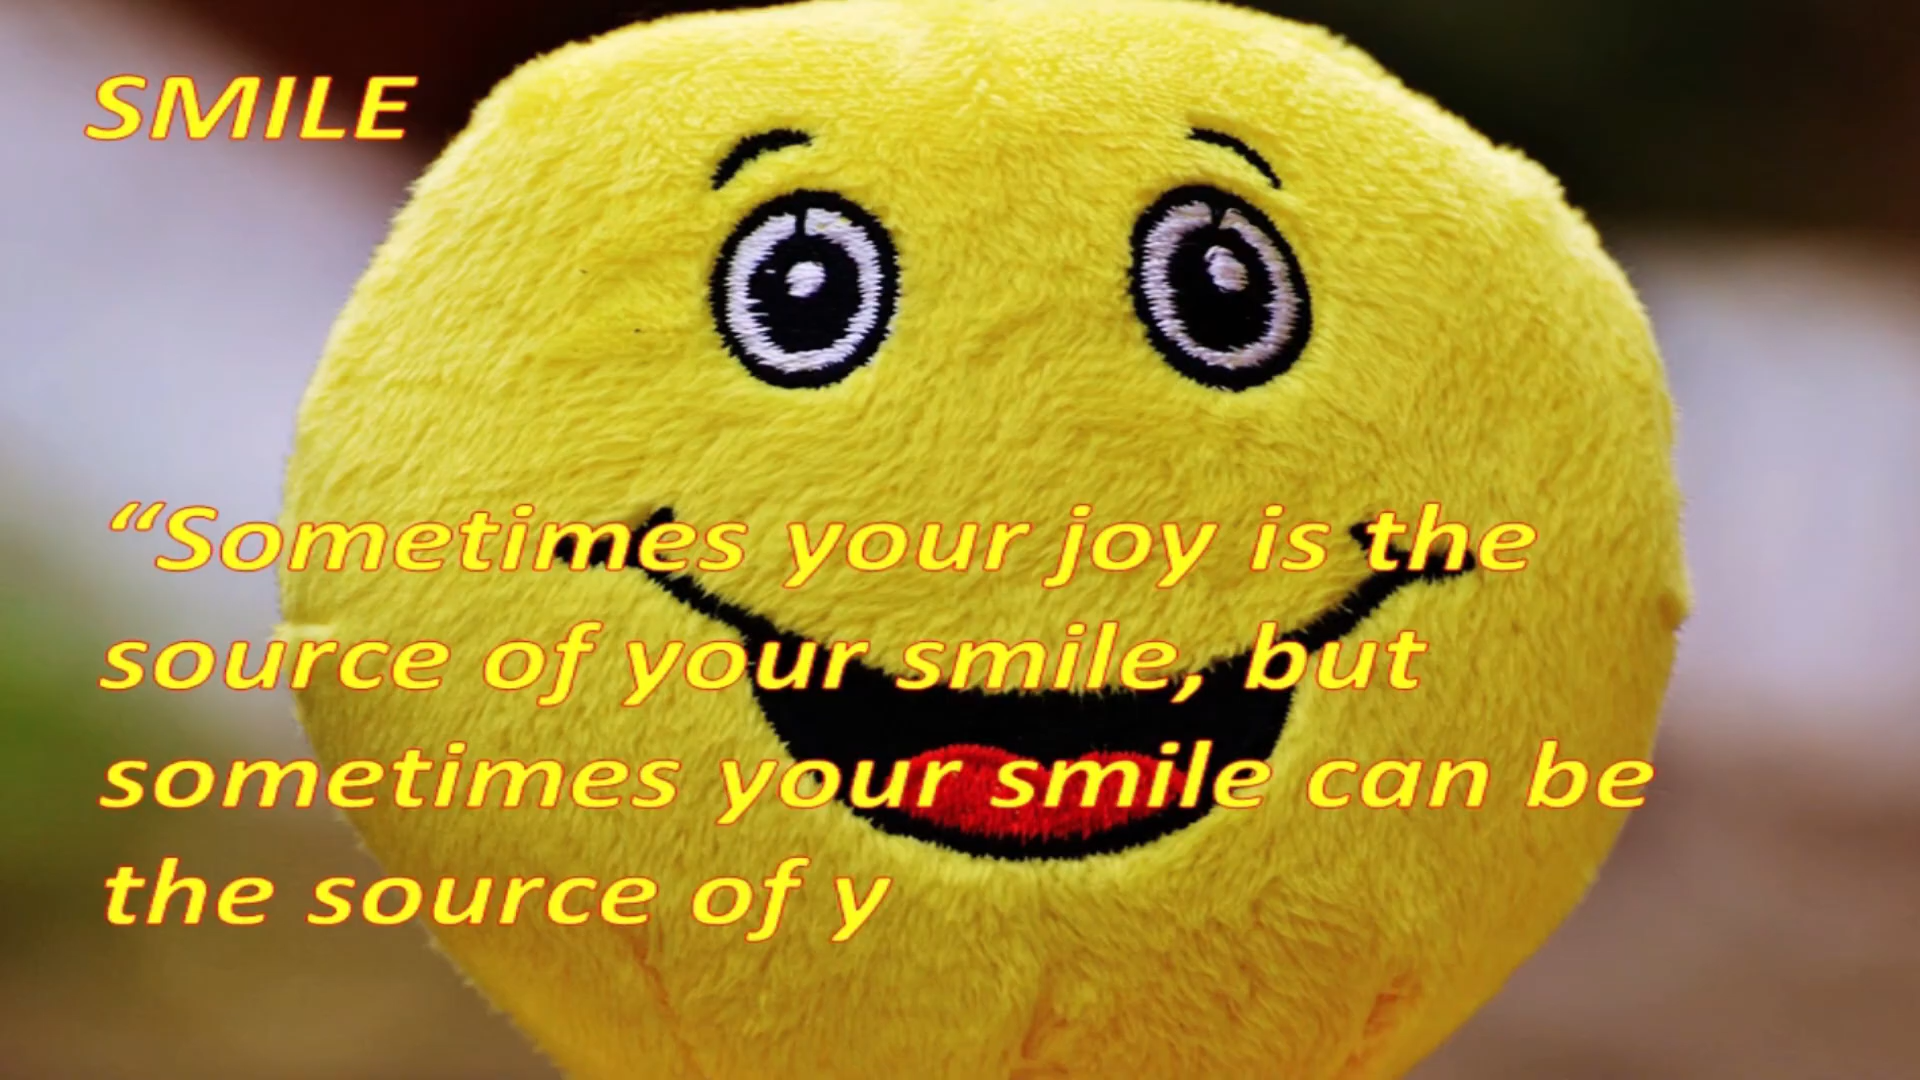 SMILE
“Sometimes your joy is the
source of your smile, but
sometimes your smile can be
the source of y